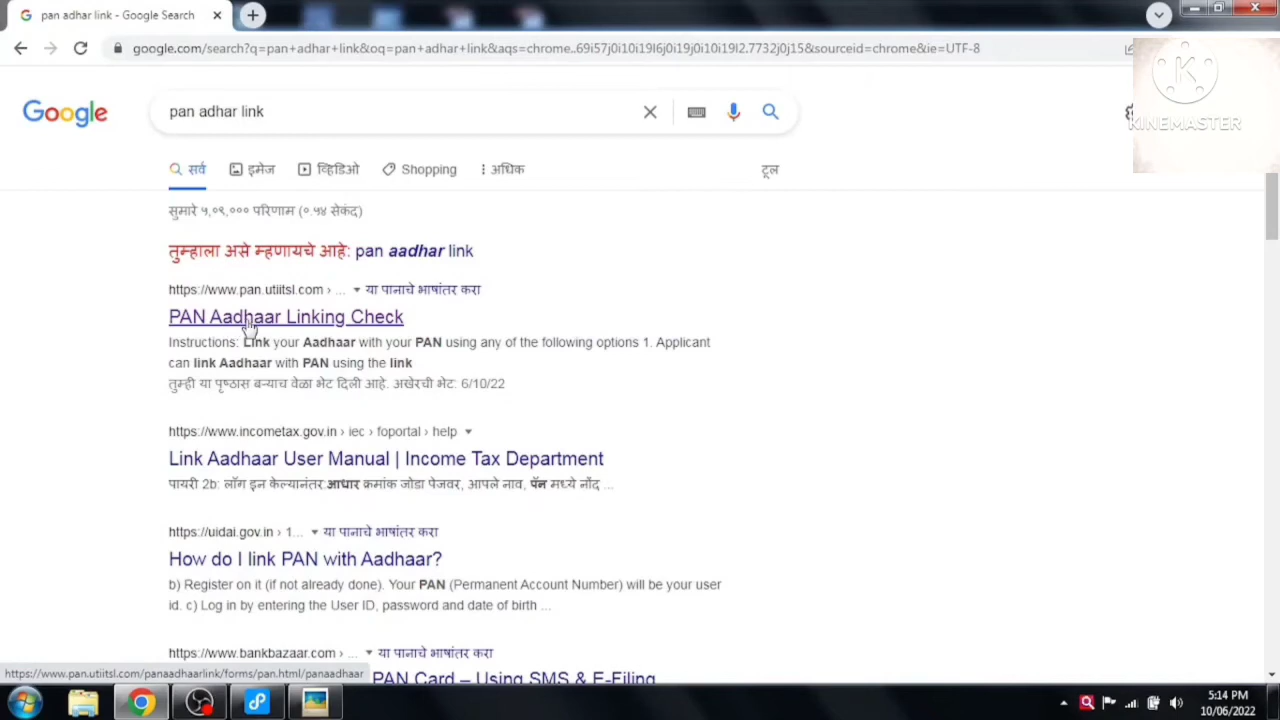 pan adhar link - Google Search
google.com/search?q=pan+adhar+link&oq=pan+adhar+link&aqs=chrome..69i57j0i10i19l6j0i19j0i10i19l2.7732j0j15&sourceid=chrome&ie=UTF-8
KINEMASTER
Google pan adhar link
सर्व इमेज व्हिडिओ Shopping अधिक टूल
सुमारे ५,०९,००० परिणाम (०.५४ सेकंद)
तुम्हाला असे म्हणायचे आहे: pan aadhar link
https://www.pan.utiitsl.com › ... या पानाचे भाषांतर करा
PAN Aadhaar Linking Check
Instructions: Link your Aadhaar with your PAN using any of the following options 1. Applicant
can link Aadhaar with PAN using the link
तुम्ही या पृष्ठास बऱ्याच वेळा भेट दिली आहे. अखेरची भेट: 6/10/22
https://www.incometax.gov.in › iec › foportal › help
Link Aadhaar User Manual | Income Tax Department
पायरी 2b: लॉग इन केल्यानंतर आधार क्रमांक जोडा पेजवर, आपले नाव, पॅन मध्ये नोंद ...
https://uidai.gov.in › 1... या पानाचे भाषांतर करा
How do I link PAN with Aadhaar?
b) Register on it (if not already done). Your PAN (Permanent Account Number) will be your user
id. c) Log in by entering the User ID, password and date of birth ...
https://www.bankbazaar.com › ... या पानाचे भाषांतर करा
https://www.pan.utiitsl.com/panaadhaarlink/forms/pan.html/panaadhaar
PAN Card – Using SMS & E-Filing
5:14 PM
10/06/2022